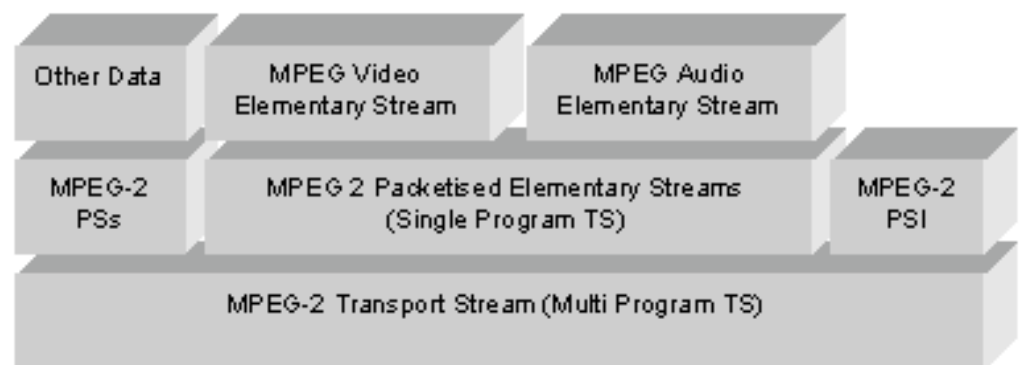 Other Data
MPEG Video
Elementary Stream
MPEG Audio
Elementary Stream
MPEG-2
PSs
MPEG 2 Packetised Elementary Streams
(Single Program TS)
MPEG-2
PSI
MPEG-2 Transport Stream (Multi Program TS)